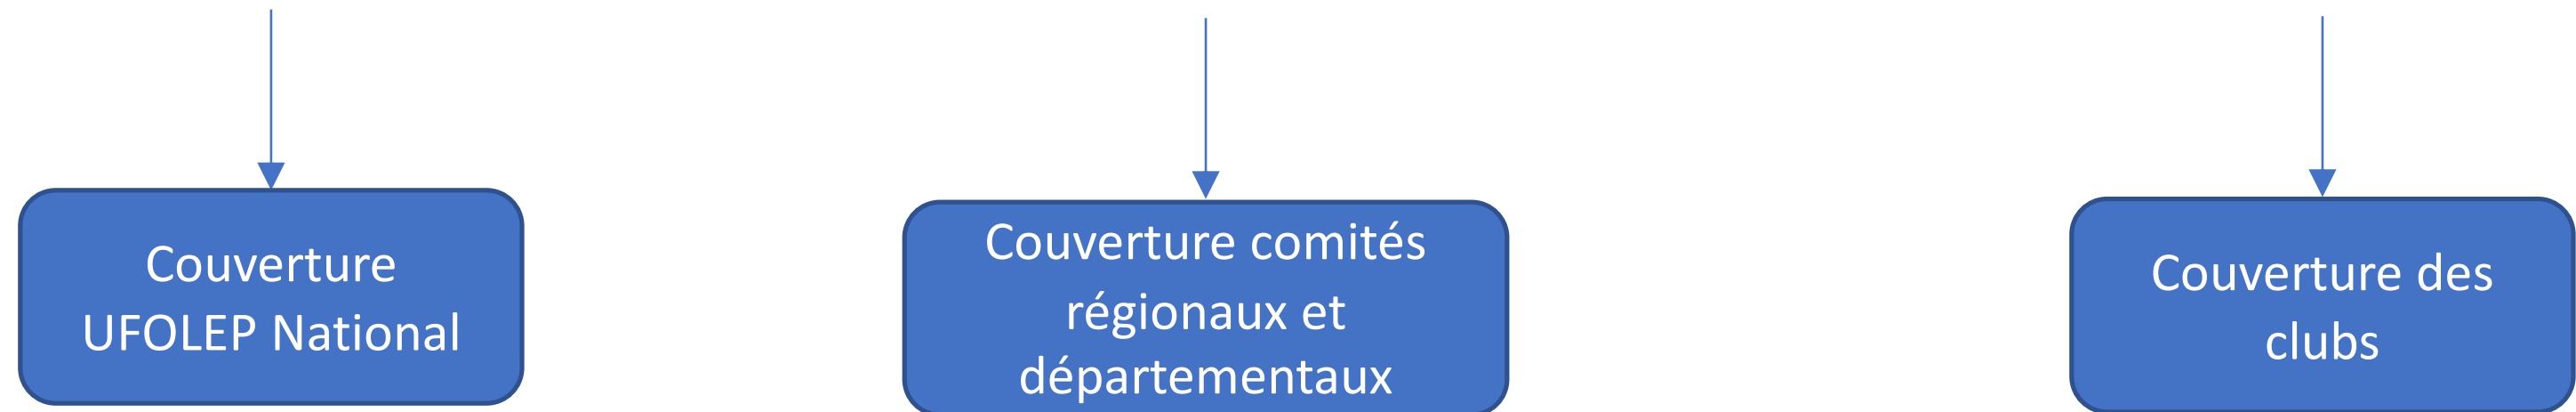 Couverture
UFOLEP National
Couverture comités
régionaux et
départementaux
Couverture des
clubs